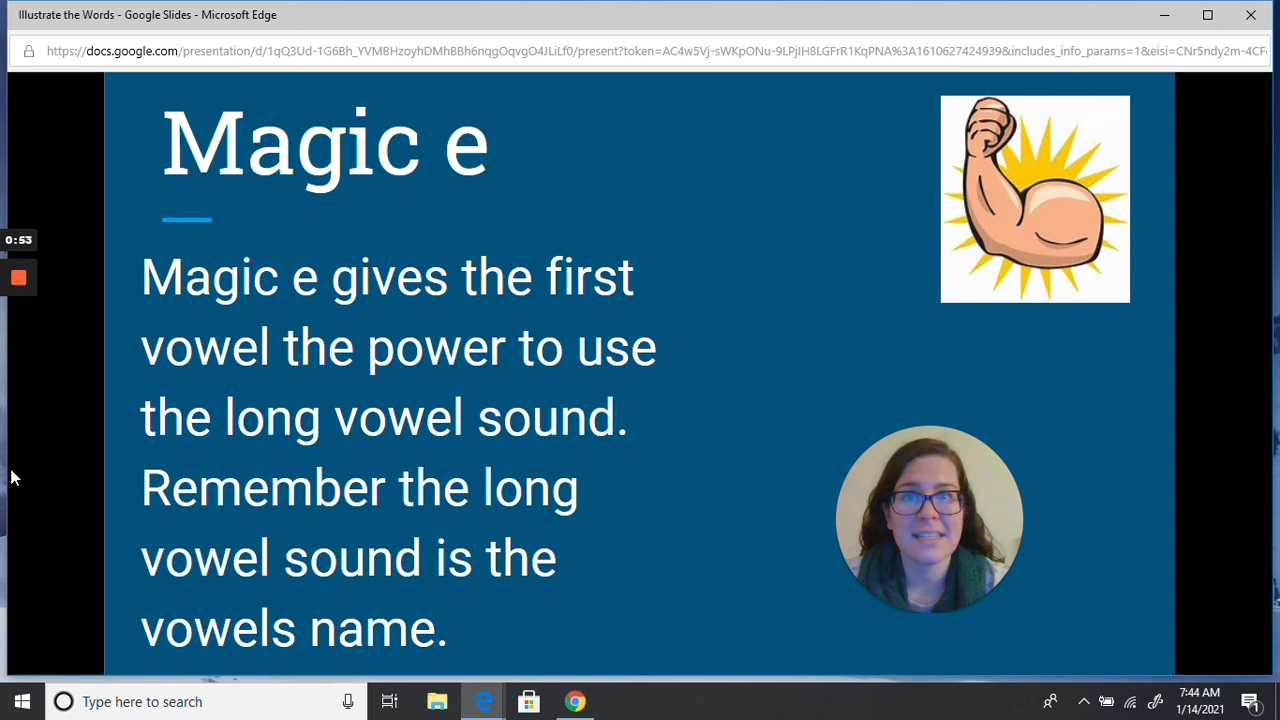 Illustrate the Words - Google Slides - Microsoft Edge
https://docs.google.com/presentation/d/1qQ3Ud-1G6Bh_YVMBHzoyhDMhBBh6nqgOqvgO4JLiLf0/present?token=AC4w5Vj-sWKpONu-9LPjIH8LGFrR1KqPNA%3A1610627424939&includes_info_params=1&eisi=CNr5ndy2m-4CF
Magic e
0:53
Magic e gives the first
vowel the power to use
the long vowel sound.
Remember the long
vowel sound is the
vowels name.
Type here to search
7:44 AM
1/14/2021
1